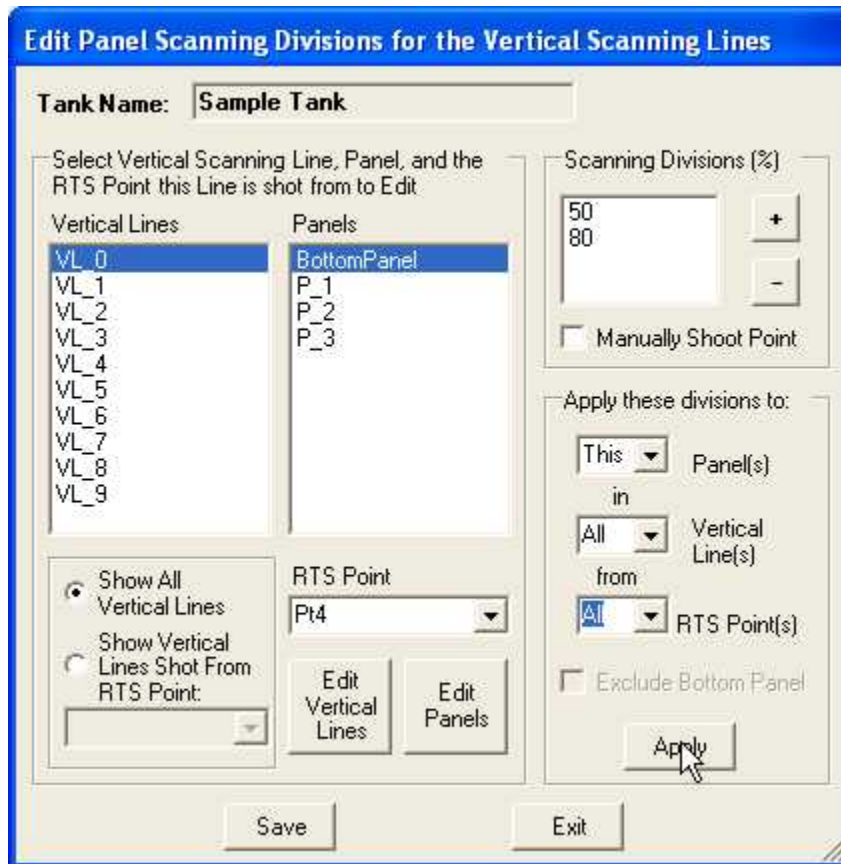 Edit Panel Scanning Divisions for the Vertical Scanning Lines
Tank Name: Sample Tank
Select Vertical Scanning Line, Panel, and the
RTS Point this Line is shot from to Edit
Vertical Lines
VL_0
VL_1
VL_2
VL_3
VL_4
VL_5
VL_6
VL_7
VL_8
VL_9
Panels
BottomPanel
P_1
P_2
P_3
Show All
Vertical Lines
Show Vertical
Lines Shot From
RTS Point:
RTS Point
Pt4
Edit
Vertical
Lines
Edit
Panels
Scanning Divisions (%)
50
80
+
-
Manually Shoot Point
Apply these divisions to:
This Panel(s)
in
All Vertical
Line(s)
from
All RTS Point(s)
Exclude Bottom Panel
Apply
Save
Exit